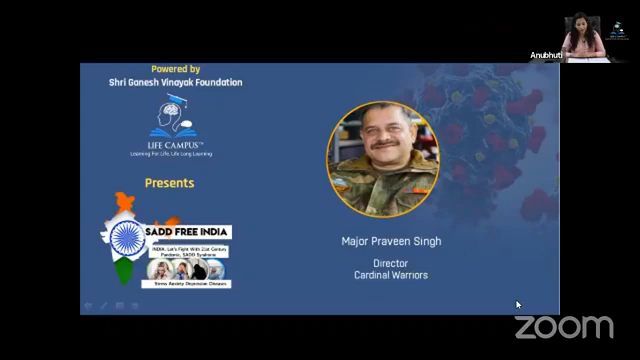 Powered by
Shri Ganesh Vinayak Foundation
LIFE CAMPUS™
Learning For Life, Life Long Learning
Presents
SADD FREE INDIA
INDIA, Let's Fight With 21st Century
Pandemic, SADD Syndrome
Stress Anxiety Depression Diseases
Major Praveen Singh
Director
Cardinal Warriors
Anubhuti
zoom